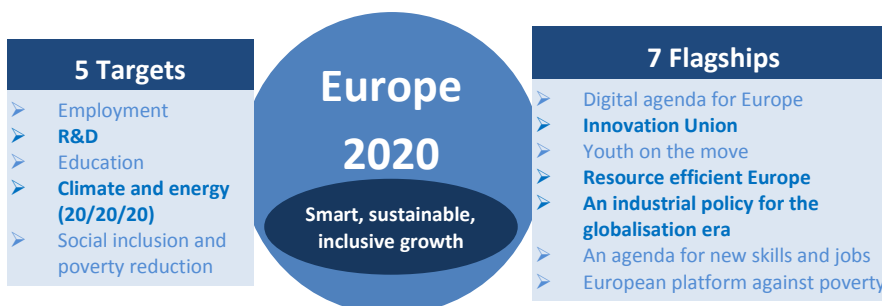 5 Targets
Employment
R&D
Education
Climate and energy
(20/20/20)
Social inclusion and
poverty reduction
Europe
2020
Smart, sustainable,
inclusive growth
7 Flagships
Digital agenda for Europe
Innovation Union
Youth on the move
Resource efficient Europe
An industrial policy for the
globalisation era
An agenda for new skills and jobs
European platform against poverty